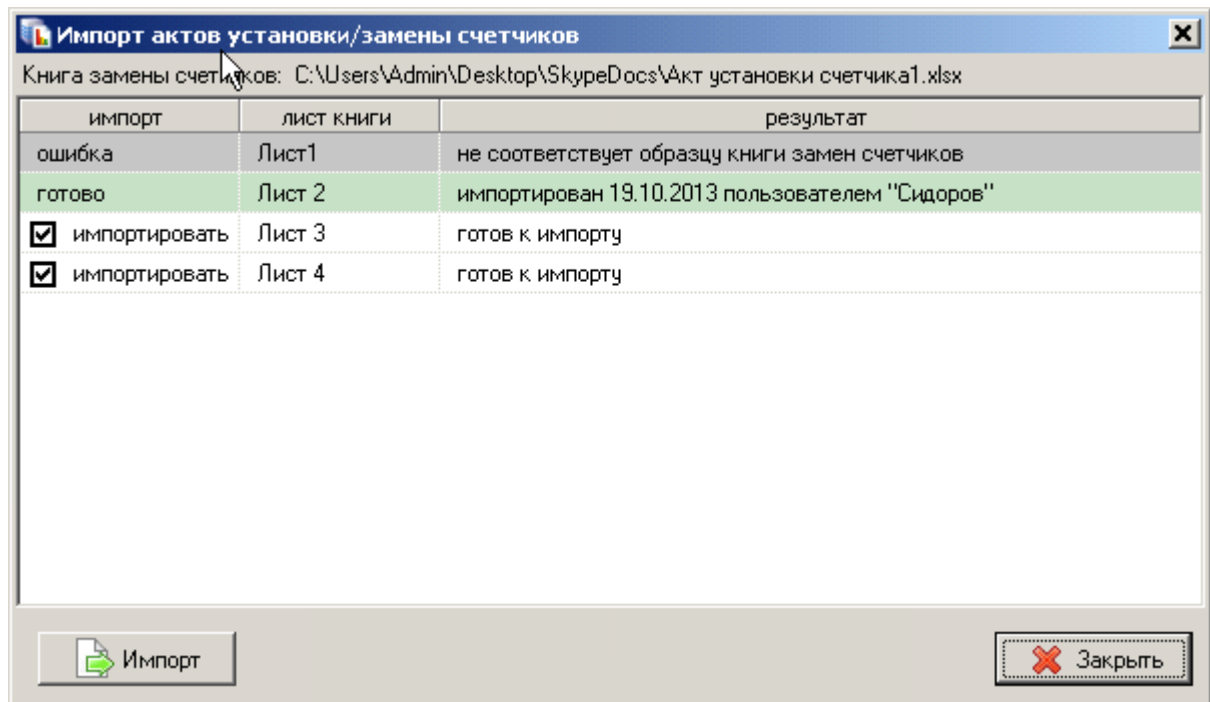 Импорт актов установки/замены счетчиков
Книга замены счетчиков: C:\Users\Admin\Desktop\SkypeDocs\Акт установки счетчика1.xlsx
импорт лист книги результат
ошибка Лист1 не соответствует образцу книги замен счетчиков
готово Лист 2 импортирован 19.10.2013 пользователем "Сидоров"
импортировать Лист 3 готов к импорту
импортировать Лист 4 готов к импорту
Импорт Закрыть